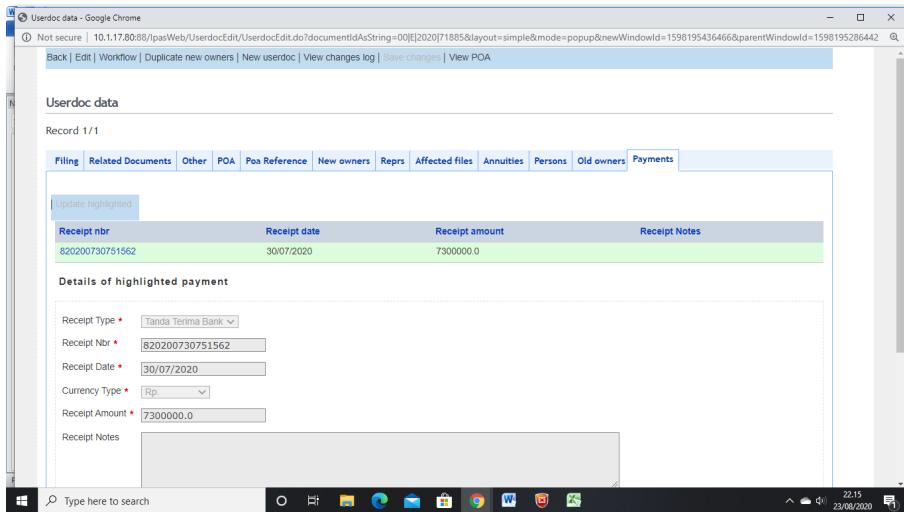 Userdoc data - Google Chrome
Not secure | 10.1.17.80:88/IpasWeb/UserdocEdit/UserdocEdit.do?documentIdAsString=00|E|2020|71885&layout=simple&mode=popup&newWindowId=1598195436466&parentWindowId=1598195286442
Back | Edit | Workflow | Duplicate new owners | New userdoc | View changes log | Save changes | View POA
Userdoc data
Record 1/1
Filing Related Documents Other POA Poa Reference New owners Reprs Affected files Annuities Persons Old owners Payments
Update highlighted
Receipt nbr Receipt date Receipt amount Receipt Notes
820200730751562 30/07/2020 7300000.0
Details of highlighted payment
Receipt Type * Tanda Terima Bank
Receipt Nbr * 820200730751562
Receipt Date * 30/07/2020
Currency Type * Rp.
Receipt Amount * 7300000.0
Receipt Notes
Type here to search
22.15
23/08/2020